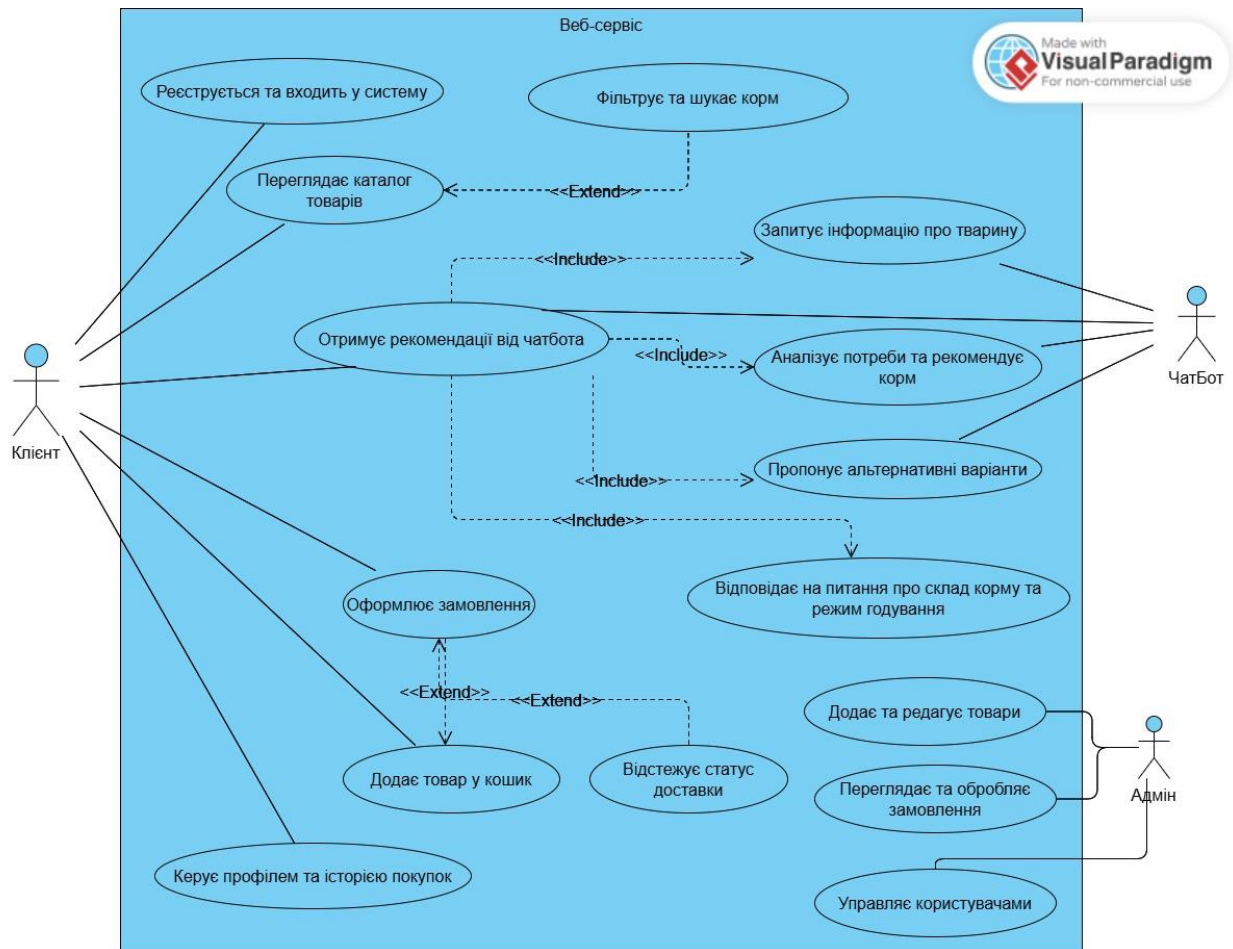 Веб-сервіс
Made with
Visual Paradigm
For non-commercial use
Реєструється та входить у систему
Фільтрує та шукає корм
Переглядає каталог
товарів
<<Extend>>
Запитує інформацію про тварину
<<Include>>
Отримує рекомендації від чатбота
<<Include>>
Аналізує потреби та рекомендує
корм
ЧатБот
Клієнт
Пропонує альтернативні варіанти
<<Include>>
<<Include>>
Оформлює замовлення
Відповідає на питання про склад корму та
режим годування
<<Extend>>
<<Extend>>
Додає та редагує товари
Додає товар у кошик
Відстежує статус
доставки
Переглядає та обробляє
замовлення
Адмін
Керує профілем та історією покупок
Управляє користувачами